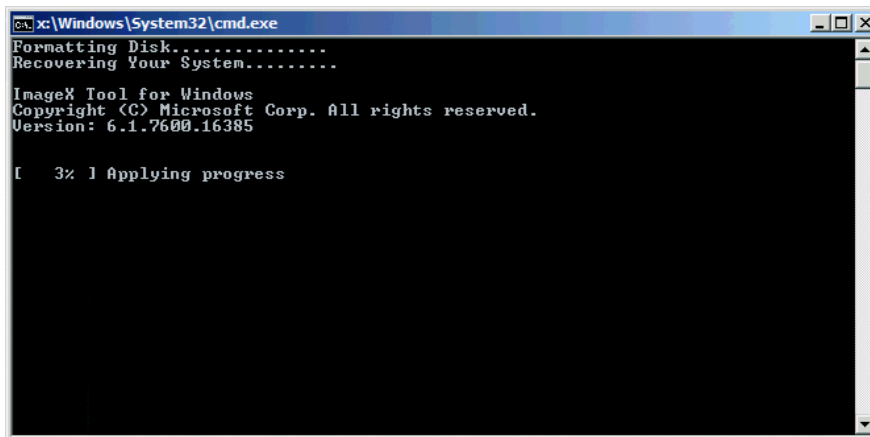 x:\Windows\System32\cmd.exe
Formatting Disk...............
Recovering Your System.........
ImageX Tool for Windows
Copyright (C) Microsoft Corp. All rights reserved.
Version: 6.1.7600.16385
[   3% ] Applying progress